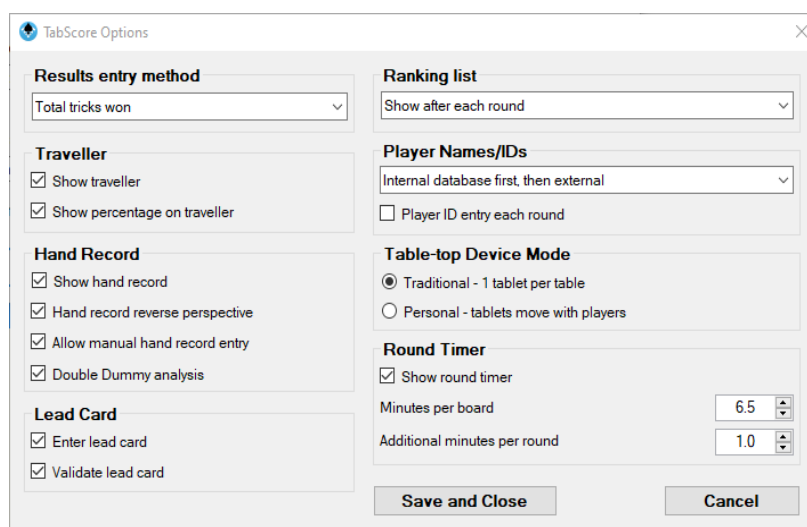 TabScore Options
Results entry method
Total tricks won
Traveller
Show traveller
Show percentage on traveller
Hand Record
Show hand record
Hand record reverse perspective
Allow manual hand record entry
Double Dummy analysis
Lead Card
Enter lead card
Validate lead card
Ranking list
Show after each round
Player Names/IDs
Internal database first, then external
Player ID entry each round
Table-top Device Mode
Traditional - 1 tablet per table
Personal - tablets move with players
Round Timer
Show round timer
Minutes per board 6.5
Additional minutes per round 1.0
Save and Close Cancel